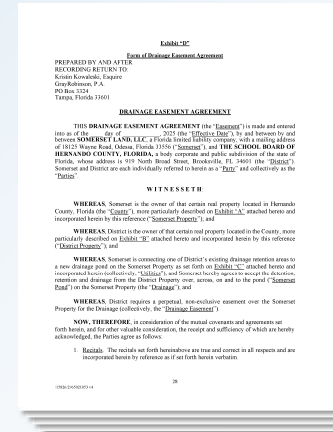 Exhibit "D"
Form of Drainage Easement Agreement
PREPARED BY AND AFTER
RECORDING RETURN TO:
Kristin Kowaleski, Esquire
GrayRobinson, P.A.
PO Box 3324
Tampa, Florida 33601
DRAINAGE EASEMENT AGREEMENT
THIS DRAINAGE EASEMENT AGREEMENT (the "Easement") is made and entered
into as of the ____ day of ____________, 2025 (the "Effective Date"), by and between by and
between SOMERSET LAND, LLC, a Florida limited liability company, with a mailing address
of 18125 Wayne Road, Odessa, Florida 33556 ("Somerset"), and THE SCHOOL BOARD OF
HERNANDO COUNTY, FLORIDA, a body corporate and public subdivision of the state of
Florida, whose address is 919 North Broad Street, Brooksville, FL 34601 (the "District").
Somerset and District are each individually referred to herein as a "Party" and collectively as the
"Parties".
W I T N E S S E T H:
WHEREAS, Somerset is the owner of that certain real property located in Hernando
County, Florida (the "County"), more particularly described on Exhibit "A" attached hereto and
incorporated herein by this reference ("Somerset Property"); and
WHEREAS, District is the owner of that certain real property located in the County, more
particularly described on Exhibit "B" attached hereto and incorporated herein by this reference
("District Property"); and
WHEREAS, Somerset is connecting one of District's existing drainage retention areas to
a new drainage pond on the Somerset Property as set forth on Exhibit "C" attached hereto and
incorporated herein (collectively, "Utilities"), and Somerset hereby agrees accept the detention,
retention and drainage from the District Property over, across, on and to the pond ("Somerset
Pond") on the Somerset Property (the "Drainage"); and
WHEREAS, District requires a perpetual, non-exclusive easement over the Somerset
Property for the Drainage (collectively, the "Drainage Easement").
NOW, THEREFORE, in consideration of the mutual covenants and agreements set
forth herein, and for other valuable consideration, the receipt and sufficiency of which are hereby
acknowledged, the Parties agree as follows:
1. Recitals. The recitals set forth hereinabove are true and correct in all respects and are
incorporated herein by reference as if set forth herein verbatim.
28